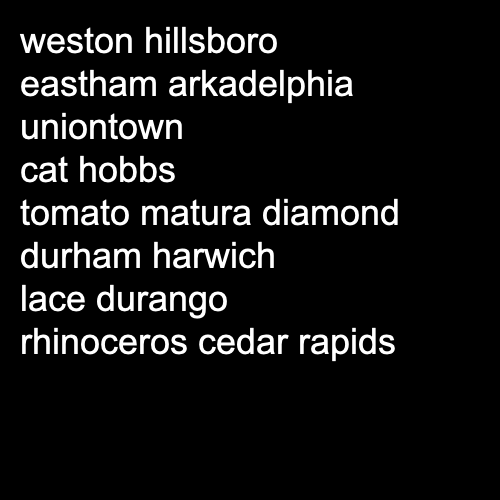 weston hillsboro
eastham arkadelphia
uniontown
cat hobbs
tomato matura diamond
durham harwich
lace durango
rhinoceros cedar rapids